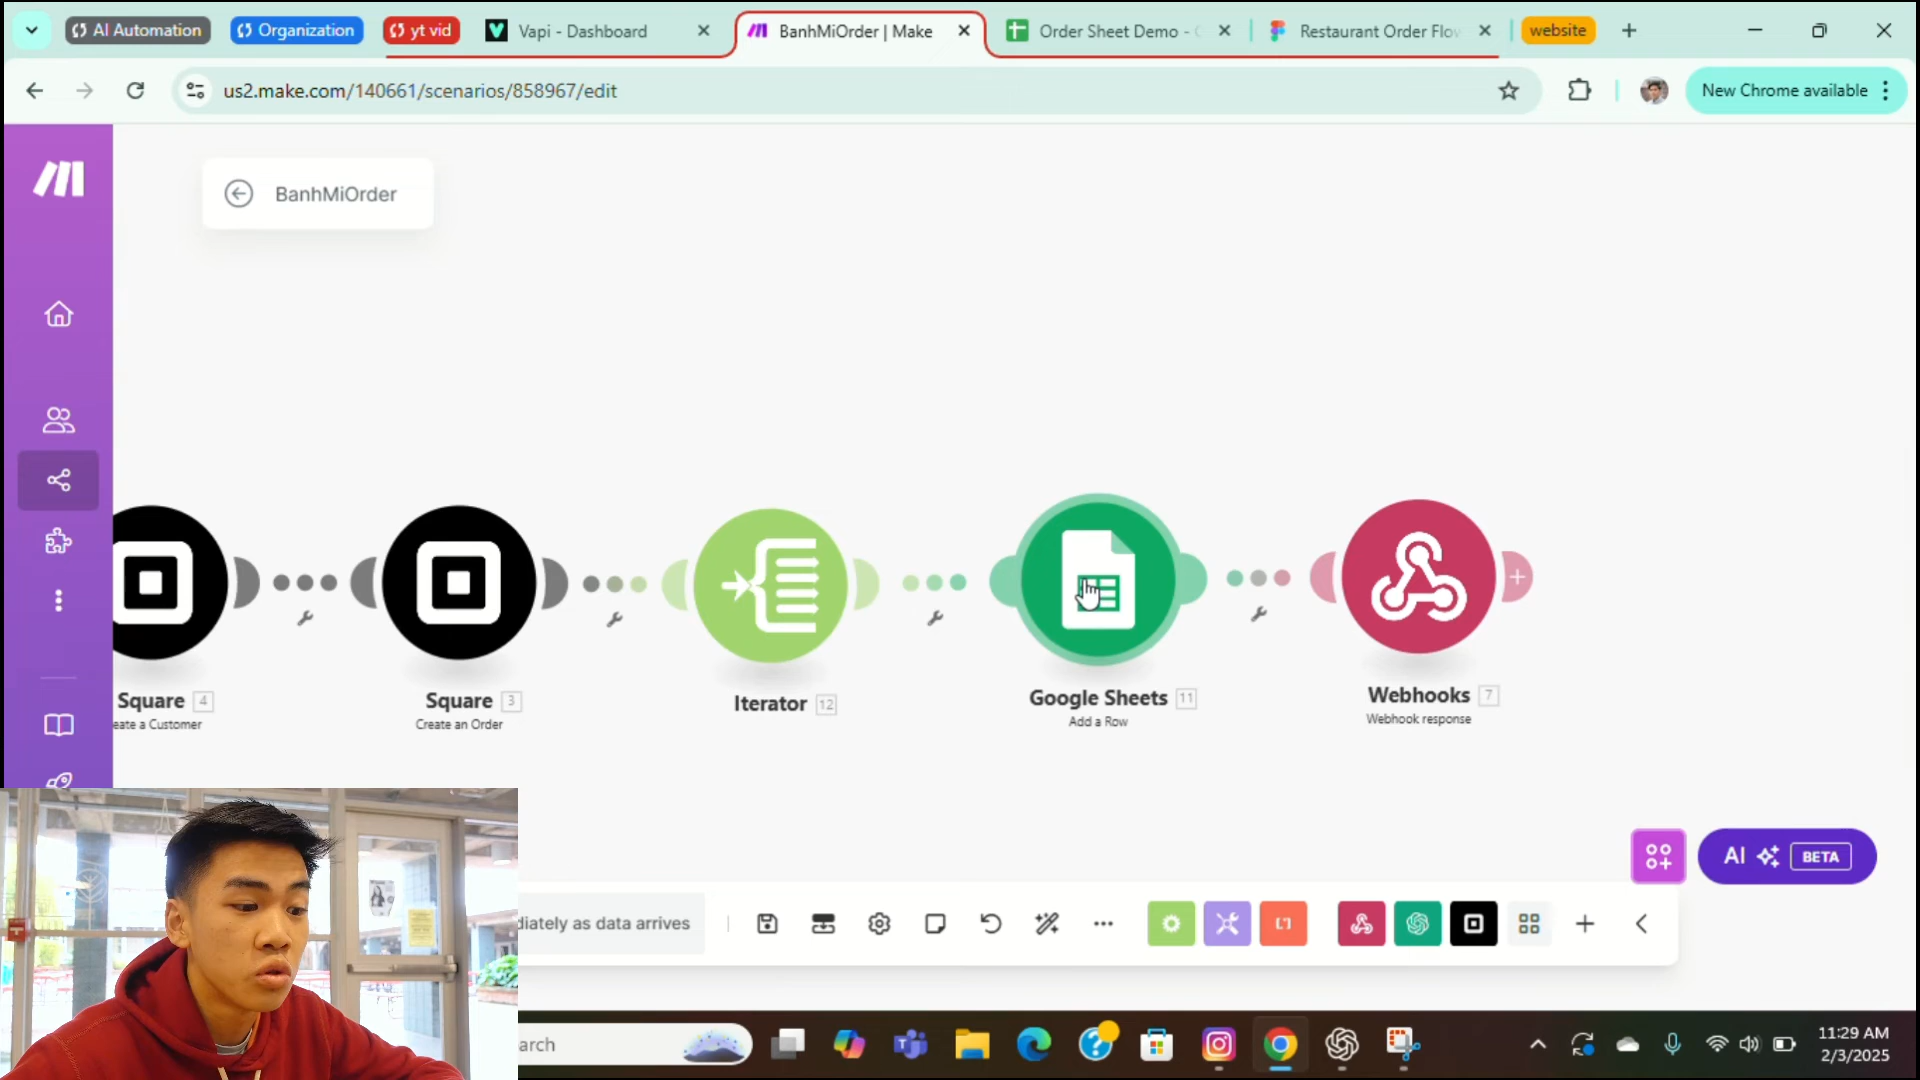 AI Automation
Organization
yt vid
Vapi - Dashboard
BanhMiOrder | Make
Order Sheet Demo -
Restaurant Order Flo
website
us2.make.com/140661/scenarios/858967/edit
New Chrome available
BanhMiOrder
Square 4
eate a Customer
Square 3
Create an Order
Iterator 12
Google Sheets 11
Add a Row
Webhooks 7
Webhook response
AI BETA
diately as data arrives
arch
11:29 AM
2/3/2025